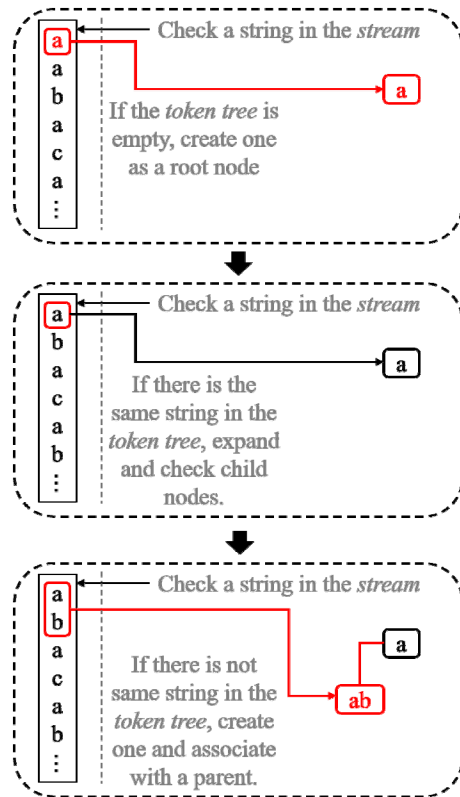 Check a string in the stream
a
a
b
a
c
a
⋮
a
If the token tree is
empty, create one
as a root node
Check a string in the stream
a
b
a
c
a
b
⋮
a
If there is the
same string in the
token tree, expand
and check child
nodes.
Check a string in the stream
a
b
a
c
a
b
⋮
a
ab
If there is not
same string in the
token tree, create
one and associate
with a parent.